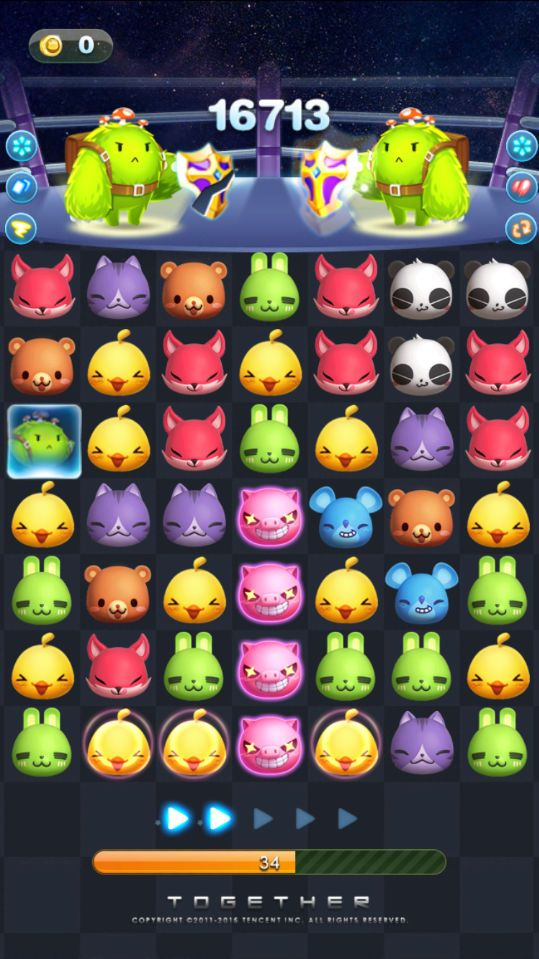 0
16713
34
TOGETHER
COPYRIGHT ©2011-2016 TENCENT INC. ALL RIGHTS RESERVED.